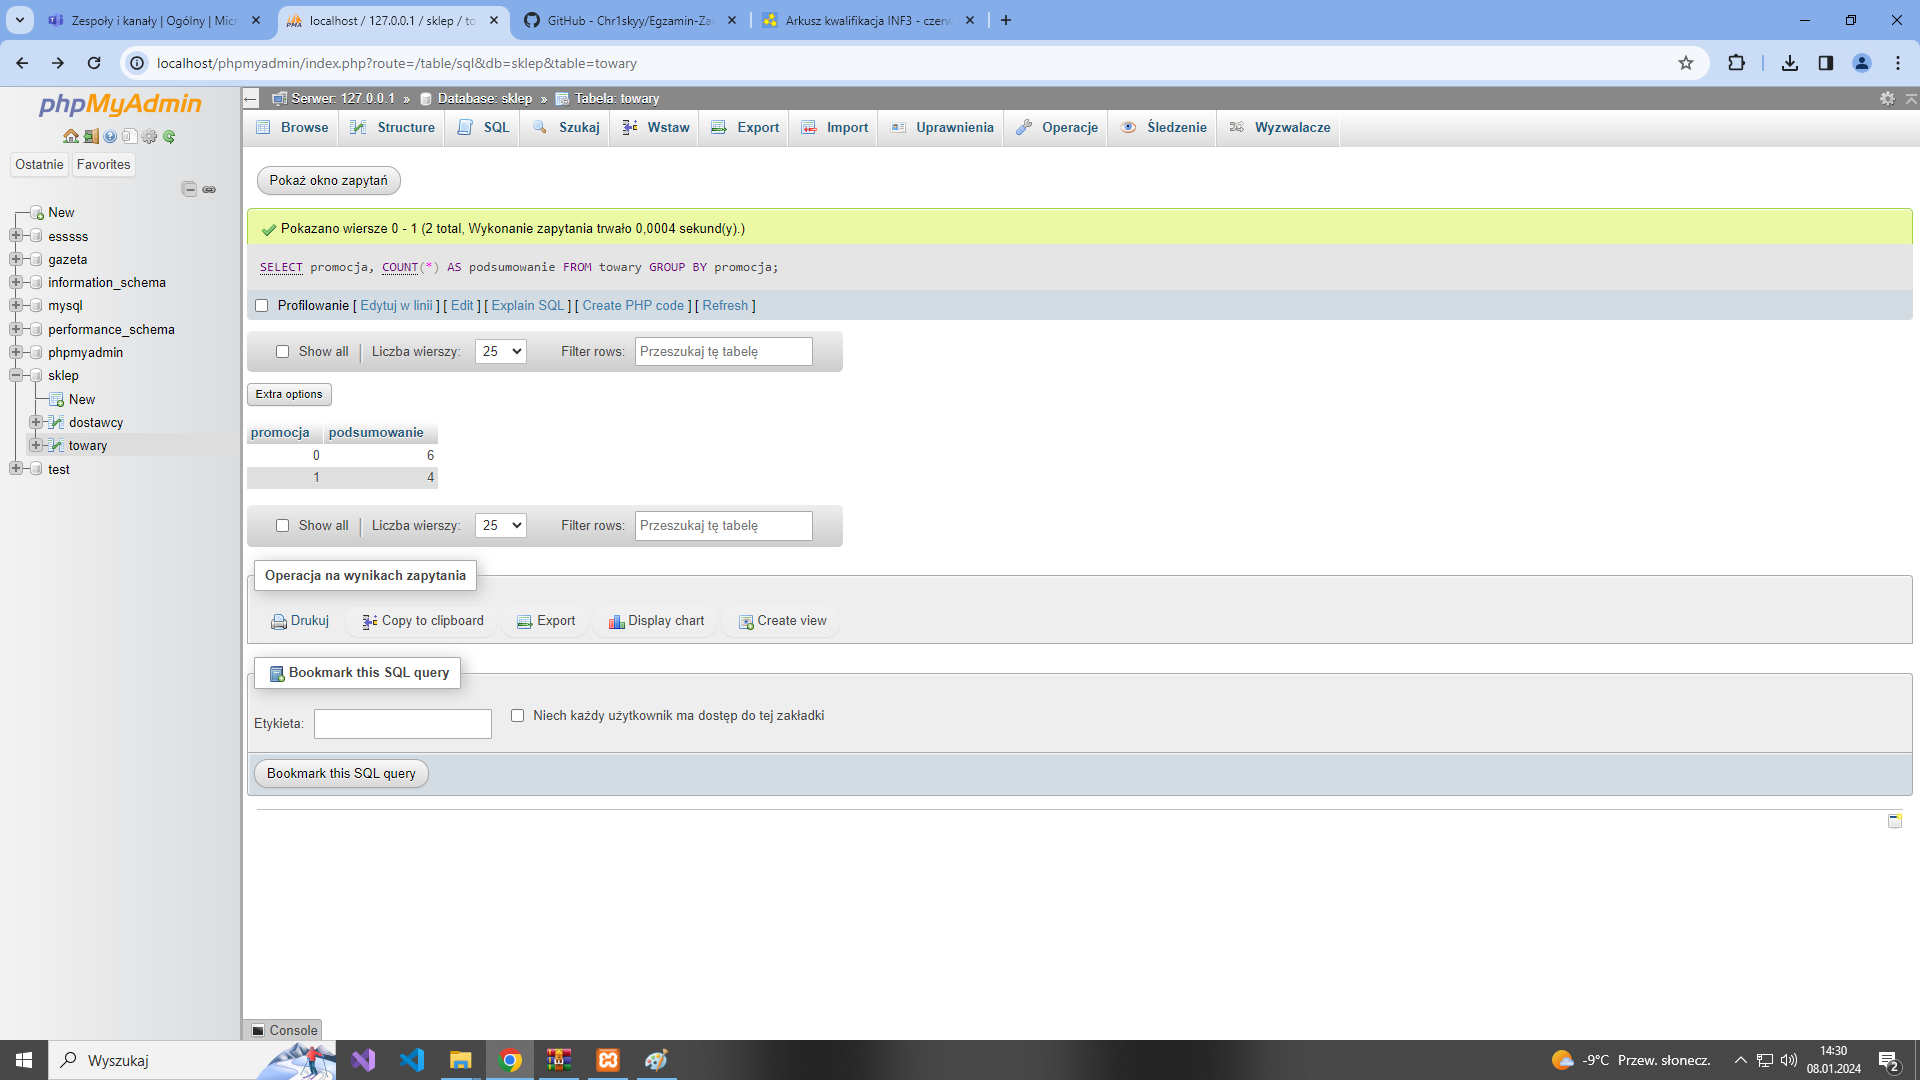 Zespoły i kanały | Ogólny | Micr
localhost / 127.0.0.1 / sklep / to
GitHub - Chr1skyy/Egzamin-Za
Arkusz kwalifikacja INF3 - czerw
localhost/phpmyadmin/index.php?route=/table/sql&db=sklep&table=towary
phpMyAdmin
Ostatnie
Favorites
New
esssss
gazeta
information_schema
mysql
performance_schema
phpmyadmin
sklep
New
dostawcy
towary
test
Serwer: 127.0.0.1 » Database: sklep » Tabela: towary
Browse
Structure
SQL
Szukaj
Wstaw
Export
Import
Uprawnienia
Operacje
Śledzenie
Wyzwalacze
Pokaż okno zapytań
Pokazano wiersze 0 - 1 (2 total, Wykonanie zapytania trwało 0,0004 sekund(y).)
SELECT promocja, COUNT(*) AS podsumowanie FROM towary GROUP BY promocja;
Profilowanie [ Edytuj w linii ] [ Edit ] [ Explain SQL ] [ Create PHP code ] [ Refresh ]
Show all
Liczba wierszy:
25
Filter rows:
Przeszukaj tę tabelę
Extra options
promocja podsumowanie
0 6
1 4
Show all
Liczba wierszy:
25
Filter rows:
Przeszukaj tę tabelę
Operacja na wynikach zapytania
Drukuj
Copy to clipboard
Export
Display chart
Create view
Bookmark this SQL query
Etykieta:
Niech każdy użytkownik ma dostęp do tej zakładki
Bookmark this SQL query
Console
Wyszukaj
-9°C Przew. słonecz.
14:30
08.01.2024
2